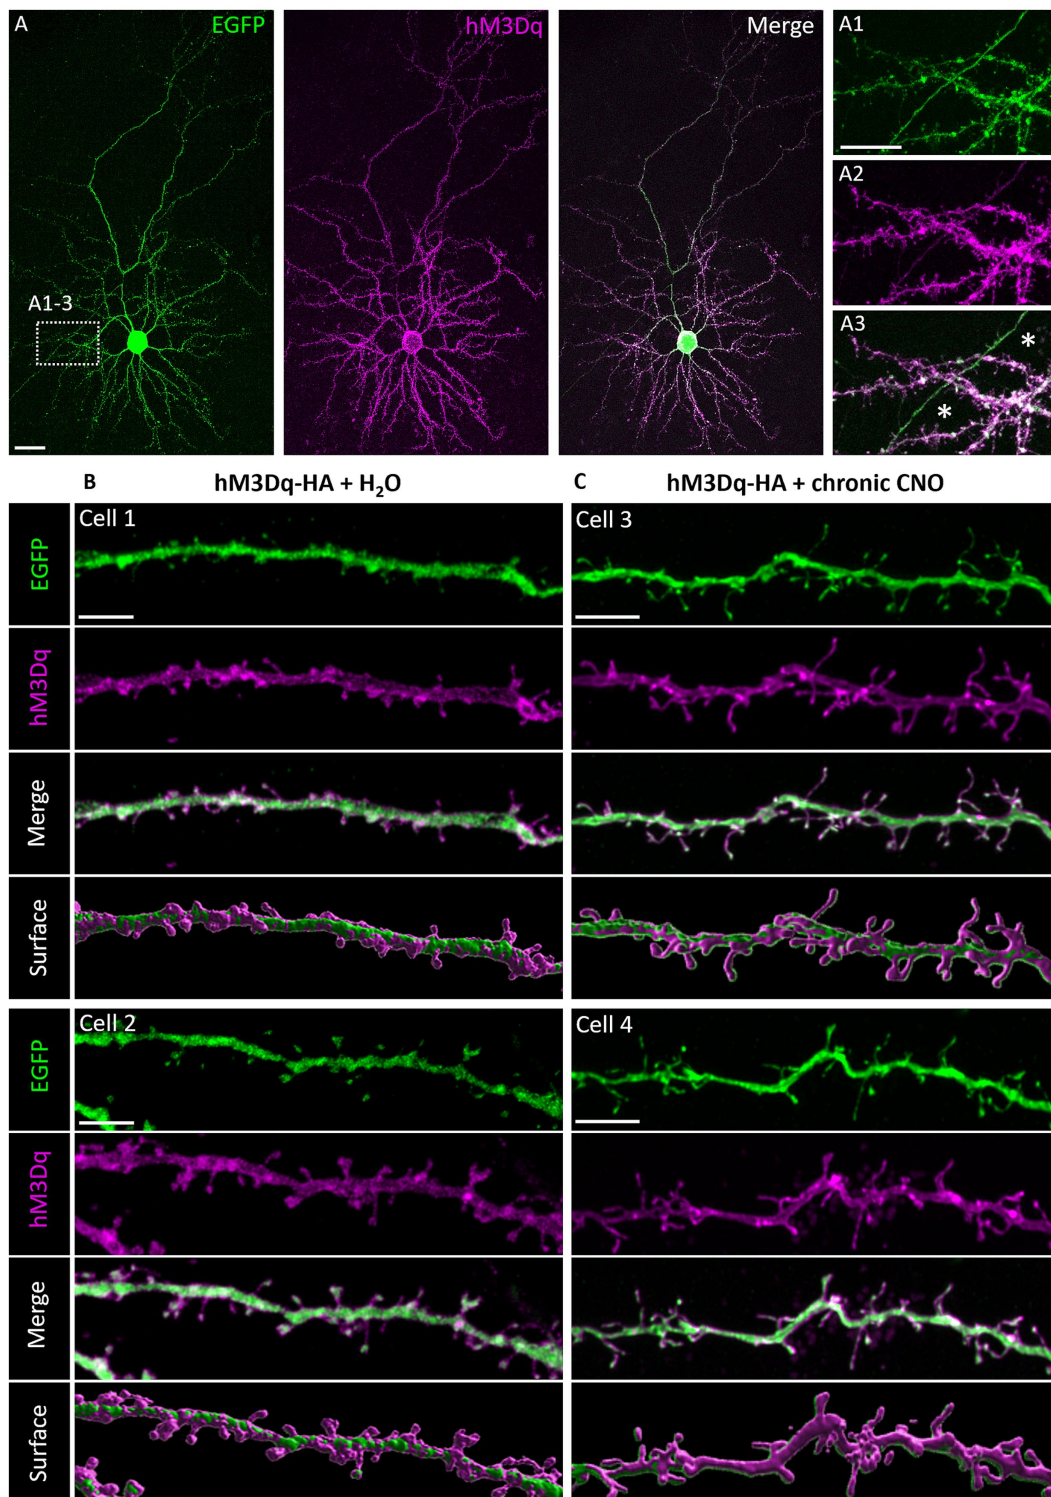 A
EGFP
hM3Dq
Merge
A1
A2
A3
*
*
A1-3
B
hM3Dq-HA + H₂O
C
hM3Dq-HA + chronic CNO
EGFP
Cell 1
Cell 3
hM3Dq
Merge
Surface
EGFP
Cell 2
Cell 4
hM3Dq
Merge
Surface